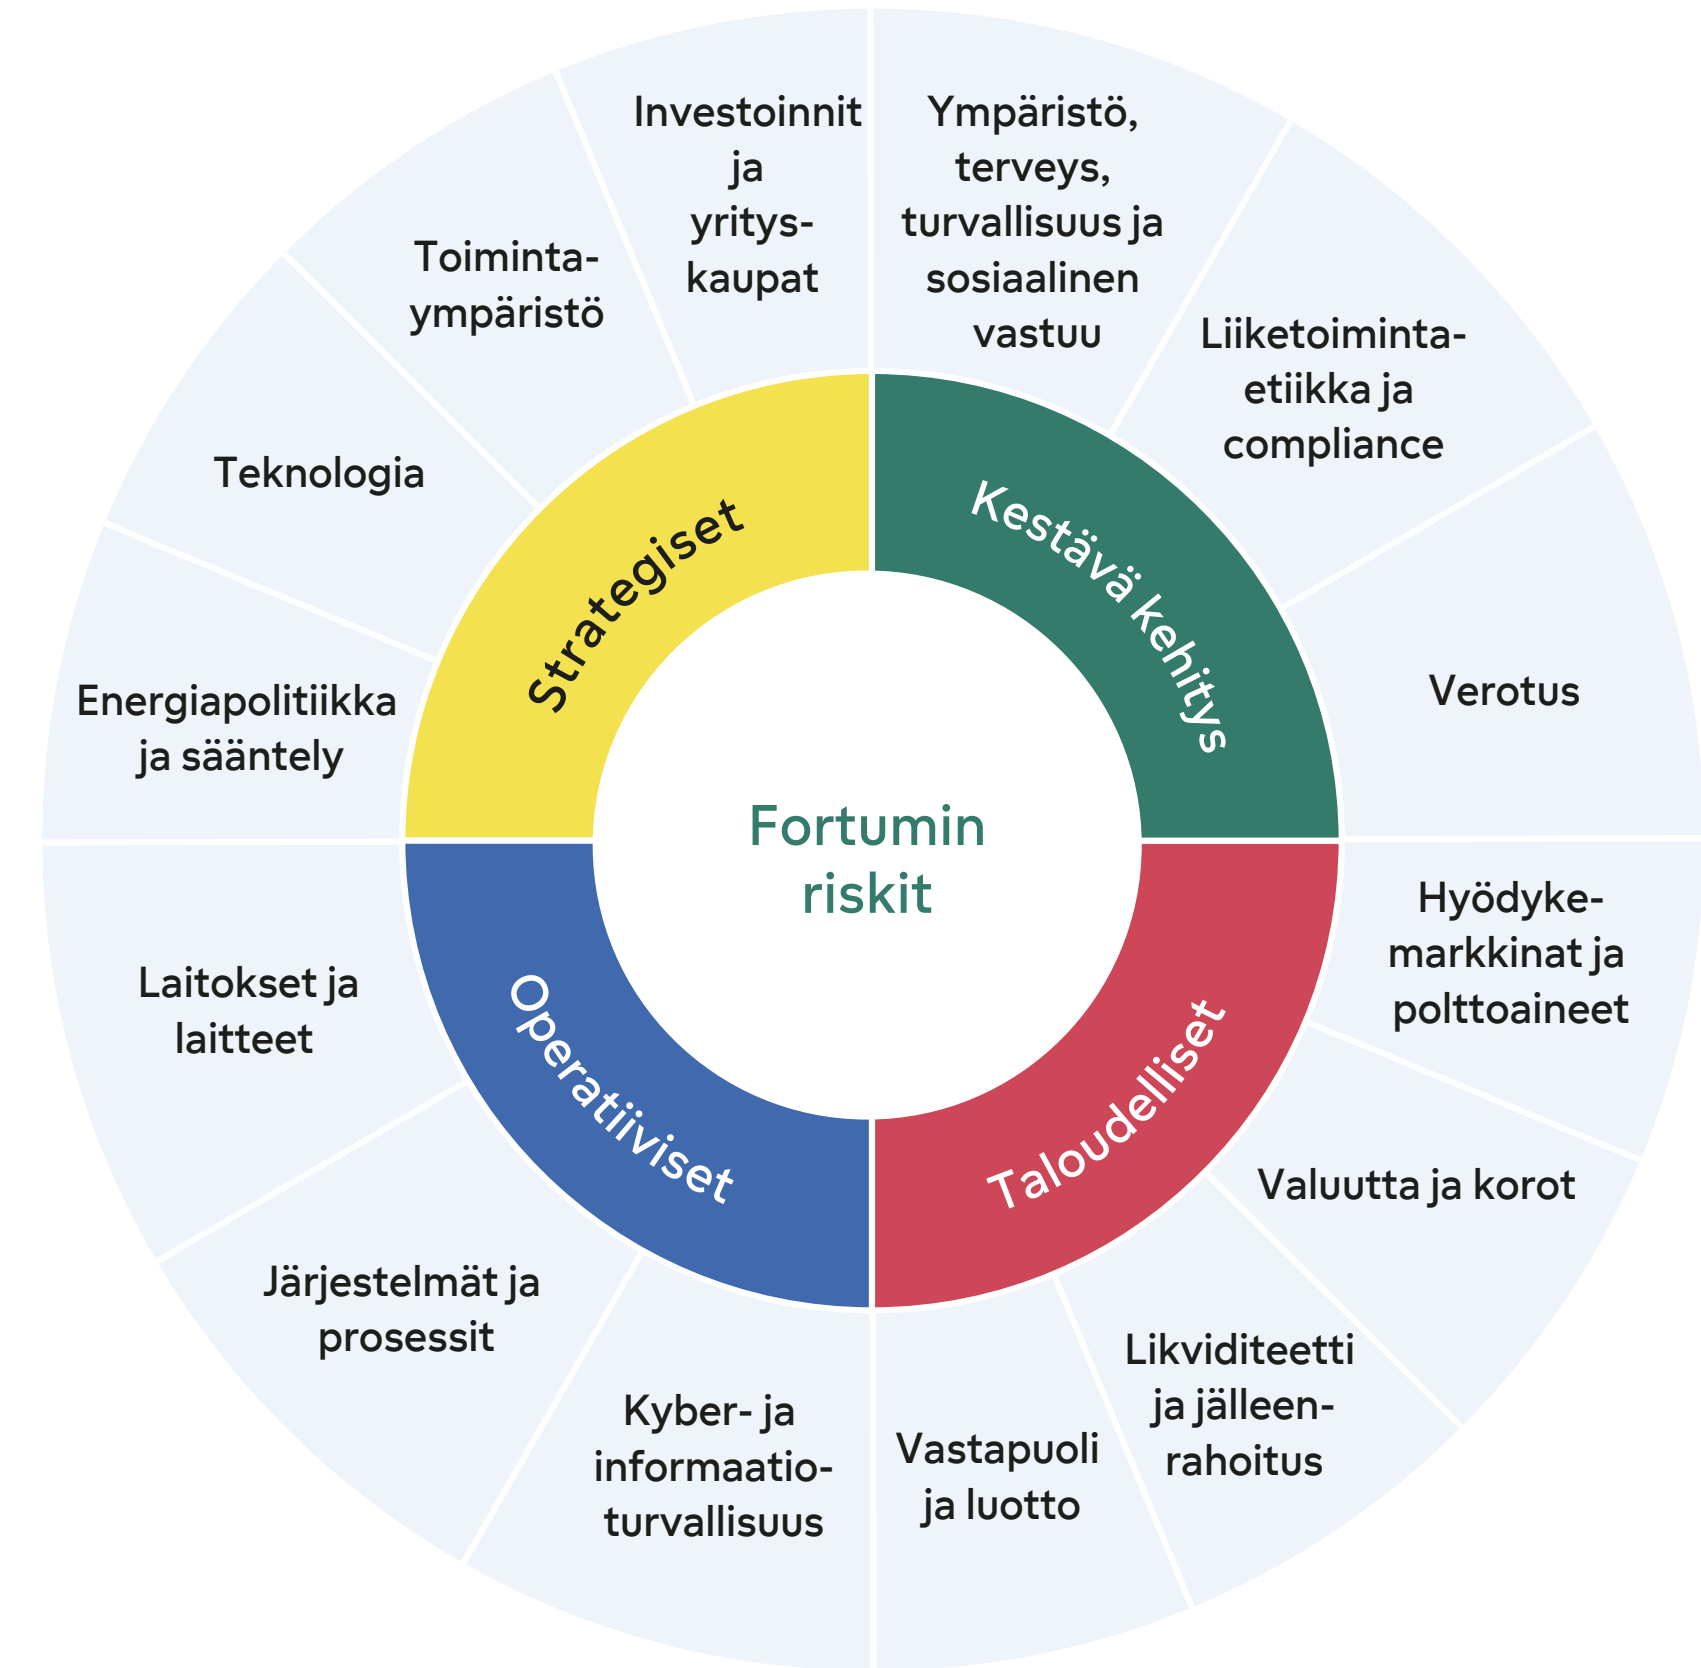 Fortumin
riskit
Strategiset
Energiapolitiikka
ja sääntely
Teknologia
Toiminta-
ympäristö
Investoinnit
ja
yritys-
kaupat
Kestävä kehitys
Ympäristö,
terveys,
turvallisuus ja
sosiaalinen
vastuu
Liiketoiminta-
etiikka ja
compliance
Verotus
Taloudelliset
Hyödyke-
markkinat ja
polttoaineet
Valuutta ja korot
Likviditeetti
ja jälleen-
rahoitus
Vastapuoli
ja luotto
Operatiiviset
Kyber- ja
informaatio-
turvallisuus
Järjestelmät ja
prosessit
Laitokset ja
laitteet